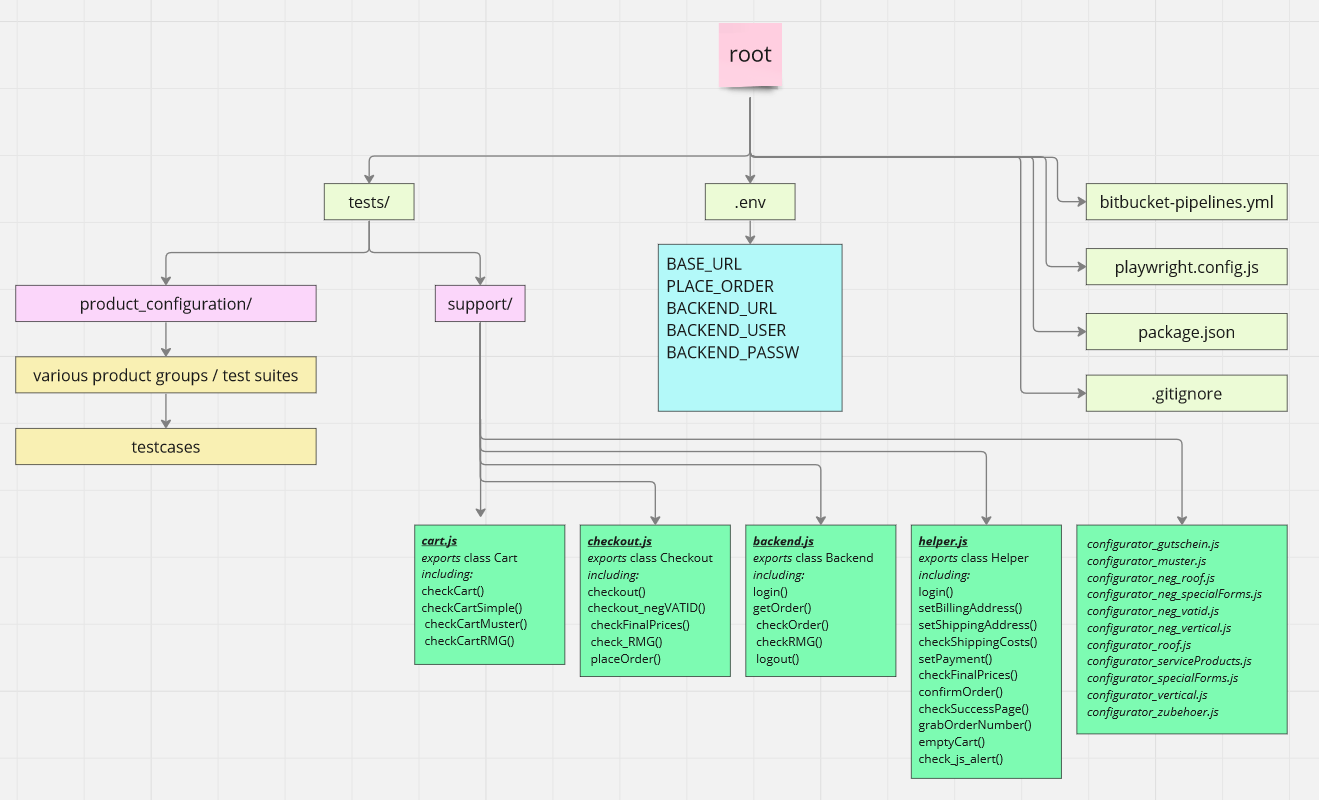 root
tests/
.env
bitbucket-pipelines.yml
playwright.config.js
package.json
.gitignore
product_configuration/
support/
BASE_URL
PLACE_ORDER
BACKEND_URL
BACKEND_USER
BACKEND_PASSW
various product groups / test suites
testcases
cart.js
exports class Cart
including:
checkCart()
checkCartSimple()
checkCartMuster()
checkCartRMG()
checkout.js
exports class Checkout
including:
checkout()
checkout_negVATID()
checkFinalPrices()
check_RMG()
placeOrder()
backend.js
exports class Backend
including:
login()
getOrder()
checkOrder()
checkRMG()
logout()
helper.js
exports class Helper
including:
login()
setBillingAddress()
setShippingAddress()
checkShippingCosts()
setPayment()
checkFinalPrices()
confirmOrder()
checkSuccessPage()
grabOrderNumber()
emptyCart()
check_js_alert()
configurator_gutschein.js
configurator_muster.js
configurator_neg_roof.js
configurator_neg_specialForms.js
configurator_neg_vatid.js
configurator_neg_vertical.js
configurator_roof.js
configurator_serviceProducts.js
configurator_specialForms.js
configurator_vertical.js
configurator_zubehoer.js